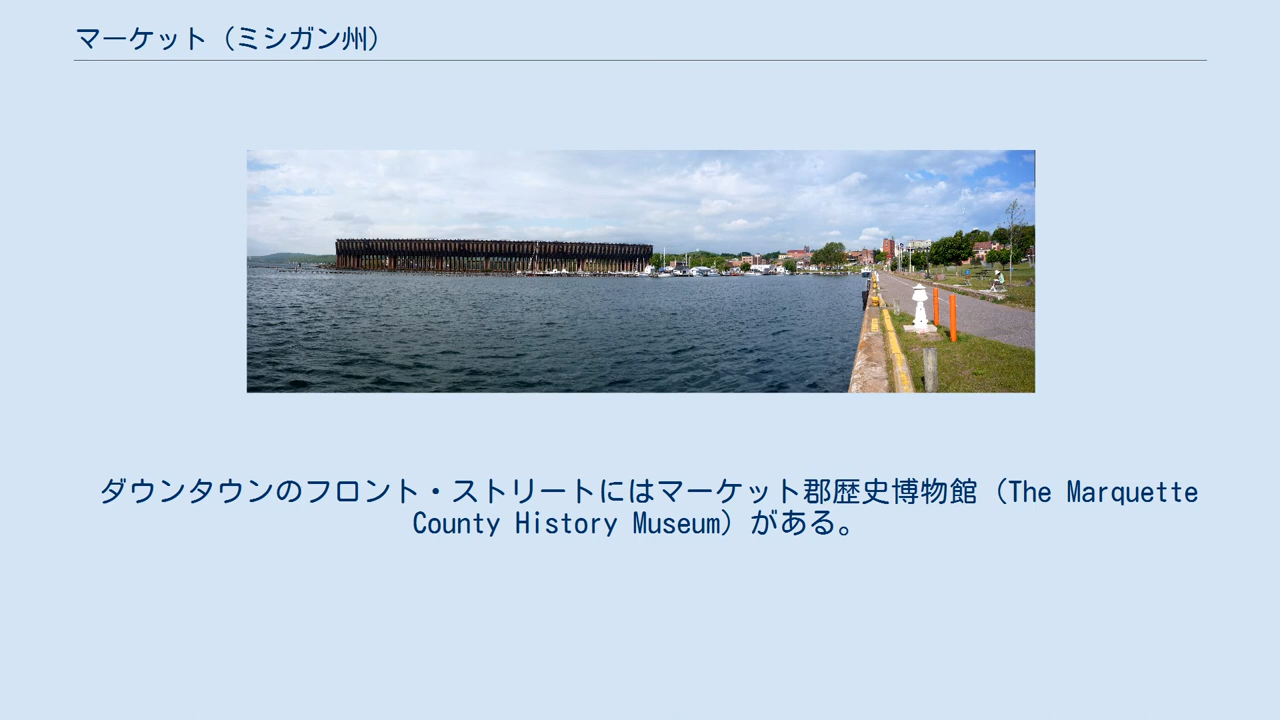 マーケット（ミシガン州）
ダウンタウンのフロント・ストリートにはマーケット郡歴史博物館（The Marquette
County History Museum）がある。